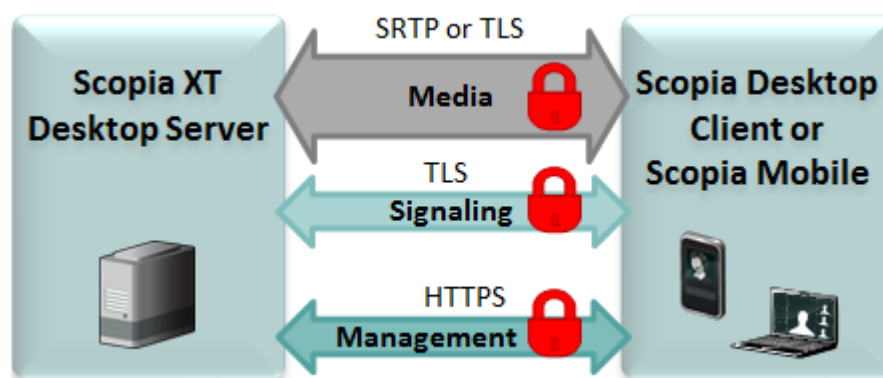 Scopia XT
Desktop Server
SRTP or TLS
Media
TLS
Signaling
HTTPS
Management
Scopia Desktop
Client or
Scopia Mobile